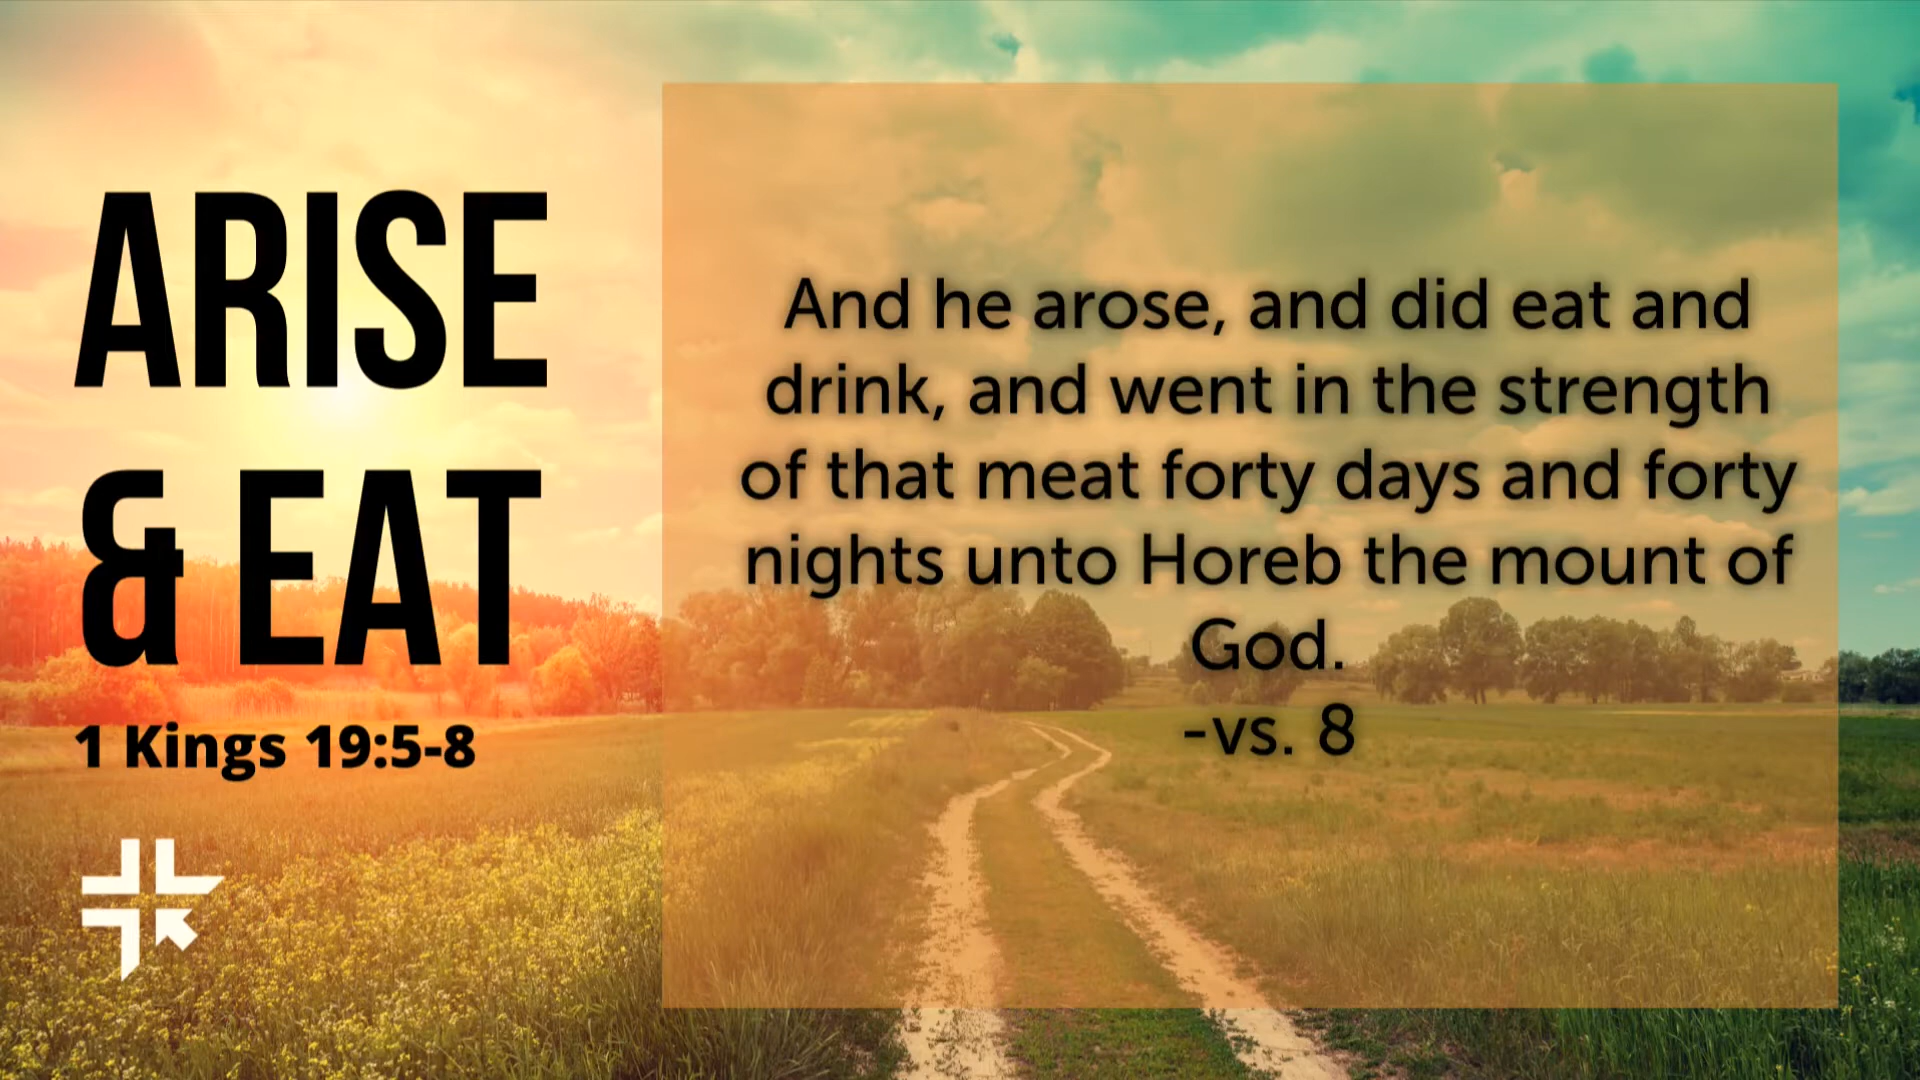 ARISE
& EAT
1 Kings 19:5-8
And he arose, and did eat and
drink, and went in the strength
of that meat forty days and forty
nights unto Horeb the mount of
God.
-vs. 8